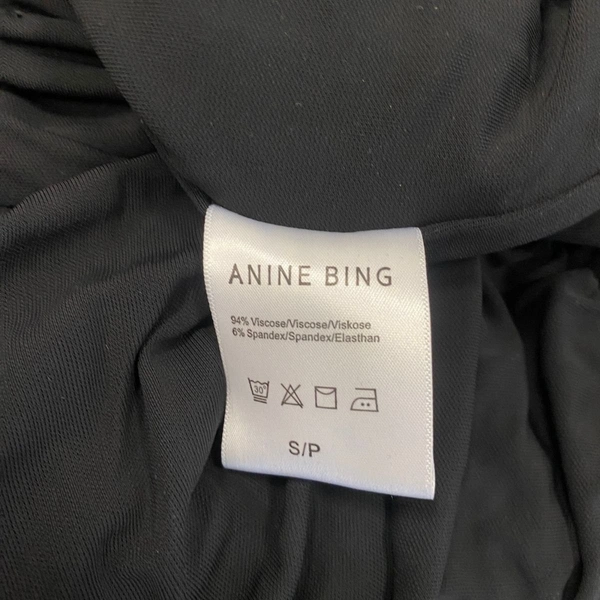 ANINE BING
94% Viscose/Viscose/Viskose
6% Spandex/Spandex/Elasthan
30°
S/P